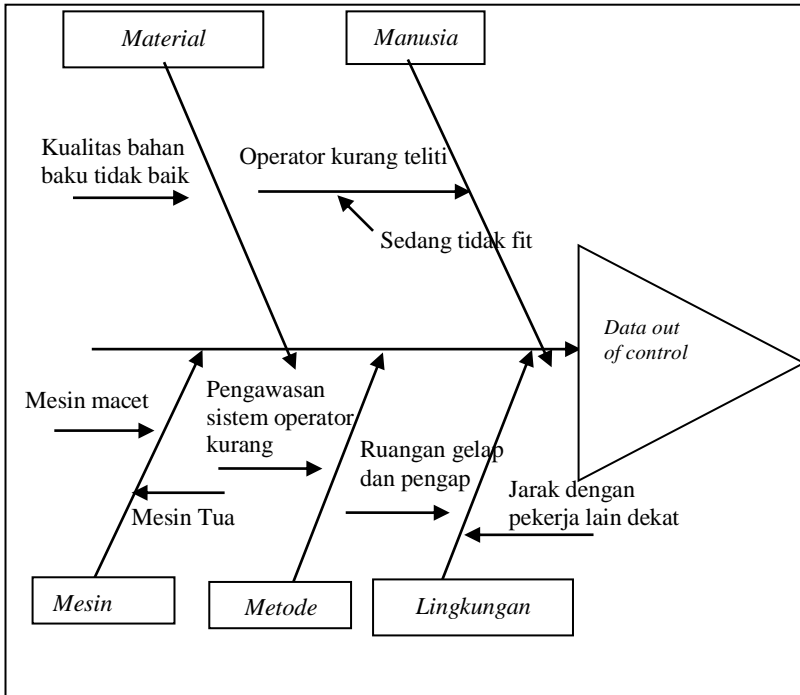 Material
Manusia
Kualitas bahan
baku tidak baik
Operator kurang teliti
Sedang tidak fit
Data out
of control
Mesin macet
Pengawasan
sistem operator
kurang
Ruangan gelap
dan pengap
Jarak dengan
pekerja lain dekat
Mesin Tua
Mesin
Metode
Lingkungan